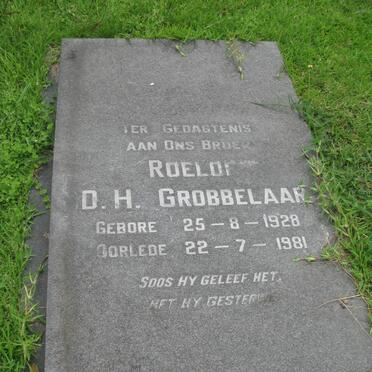 TER GEDAGTENIS
AAN ONS BROER
ROELOF
D. H. GROBBELAAR
GEBORE 25-8-1928
OORLEDE 22-7-1981
SOOS HY GELEEF HET,
HET HY GESTERWE